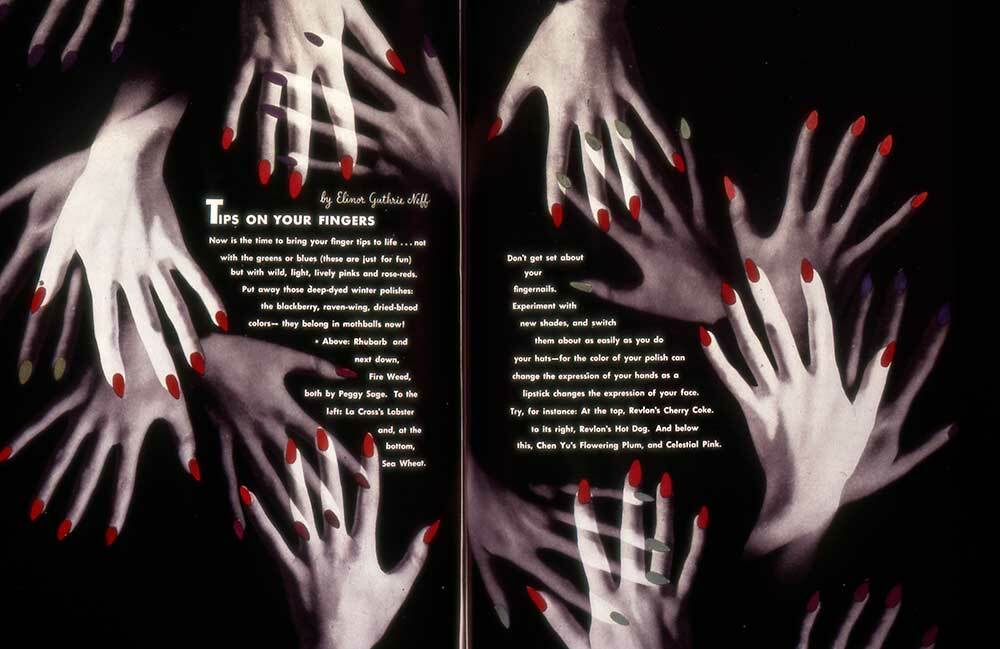 by Elinor Guthrie Neff
TIPS ON YOUR FINGERS
Now is the time to bring your finger tips to life ... not
with the greens or blues (these are just for fun)
but with wild, light, lively pinks and rose-reds.
Put away those deep-dyed winter polishes:
the blackberry, raven-wing, dried-blood
colors— they belong in mothballs now!
• Above: Rhubarb and
next down,
Fire Weed,
both by Peggy Sage. To the
left: La Cross's Lobster
and, at the
bottom,
Sea Wheat.
Don't get set about
your
fingernails.
Experiment with
new shades, and switch
them about as easily as you do
your hats—for the color of your polish can
change the expression of your hands as a
lipstick changes the expression of your face.
Try, for instance: At the top, Revlon's Cherry Coke.
to its right, Revlon's Hot Dog. And below
this, Chen Yu's Flowering Plum, and Celestial Pink.